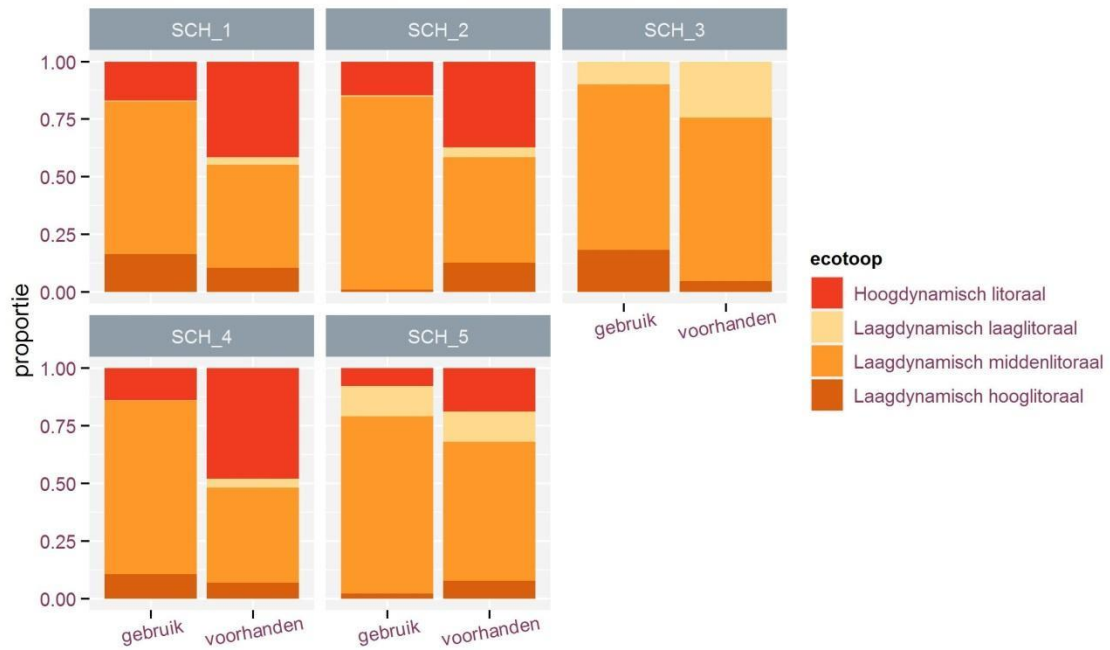 SCH_1
SCH_2
SCH_3
1.00
0.75
0.50
0.25
0.00
gebruik
voorhanden
SCH_4
SCH_5
1.00
0.75
0.50
0.25
0.00
gebruik
voorhanden
gebruik
voorhanden
proportie
ecotoop
Hoogdynamisch litoraal
Laagdynamisch laaglitoraal
Laagdynamisch middenlitoraal
Laagdynamisch hooglitoraal